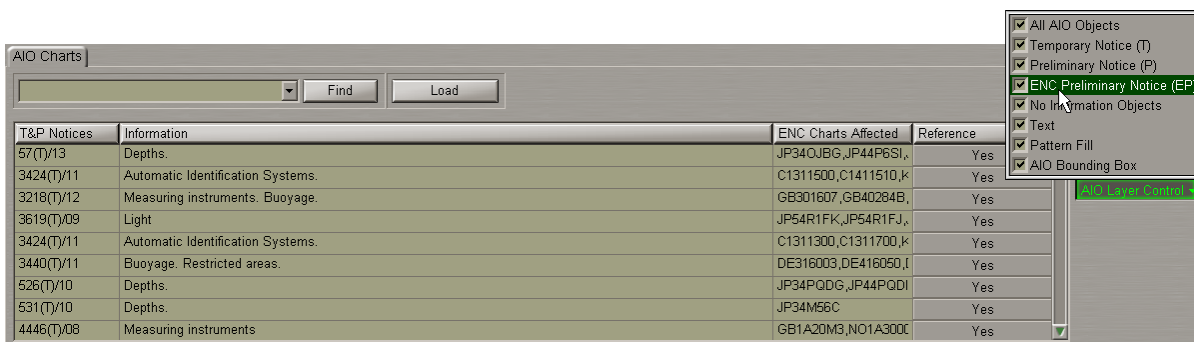 All AIO Objects
Temporary Notice (T)
Preliminary Notice (P)
ENC Preliminary Notice (EP)
No Information Objects
Text
Pattern Fill
AIO Bounding Box
AIO Layer Control
AIO Charts
Find Load
T&P Notices Information ENC Charts Affected Reference
57(T)/13 Depths. JP34OJBG,JP44P6SI, Yes
3424(T)/11 Automatic Identification Systems. C1311500,C1411510,K Yes
3218(T)/12 Measuring instruments. Buoyage. GB301607,GB40284B, Yes
3619(T)/09 Light JP54R1FK,JP54R1FJ, Yes
3424(T)/11 Automatic Identification Systems. C1311300,C1311700,K Yes
3440(T)/11 Buoyage. Restricted areas. DE316003,DE416050, Yes
526(T)/10 Depths. JP34PQDG,JP44PQDI Yes
531(T)/10 Depths. JP34M56C Yes
4446(T)/08 Measuring instruments GB1A20M3,NO1A300 Yes